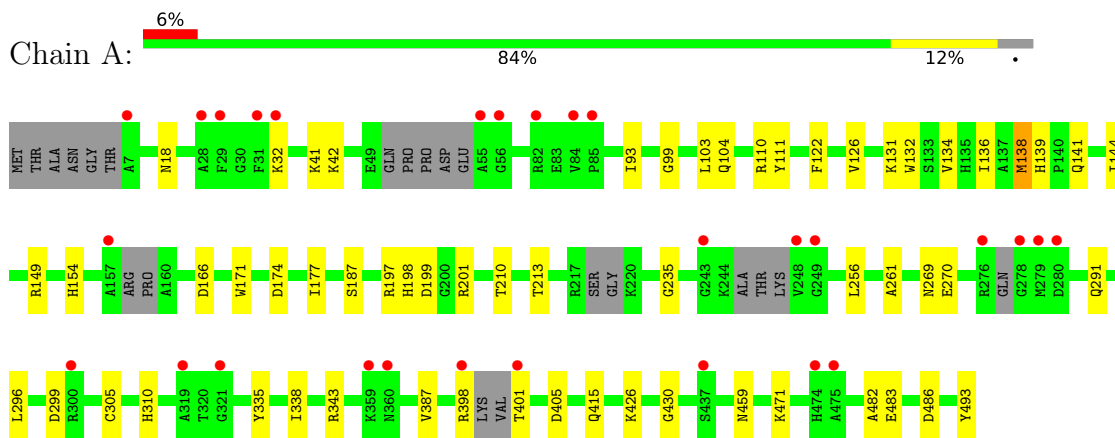 6%
Chain A:
84% 12% •
MET THR ALA ASN GLY THR A7 N18 A28 F29 G30 F31 K32 K41 K42 E49 GLN PRO PRO ASP GLU A55 G56 R82 E83 V84 P85 I93 G99 L103 Q104 R110 Y111 F122 V126 K131 W132 S133 V134 H135 I136 A137 M138 H139 P140 Q141
R149 H154 A157 ARG PRO A160 D166 W171 D174 I177 S187 R197 H198 D199 G200 R201 T210 T213 R217 SER GLY K220 G235 G243 K244 ALA THR LYS V248 G249 L256 A261 N269 E270 R276 GLN G278 M279 D280 Q291
L296 D299 R300 C305 H310 A319 T320 G321 Y335 I338 R343 K359 N360 V387 R398 LYS VAL T401 D405 Q415 K426 G430 S437 N459 K471 H474 A475 A482 E483 D486 Y493